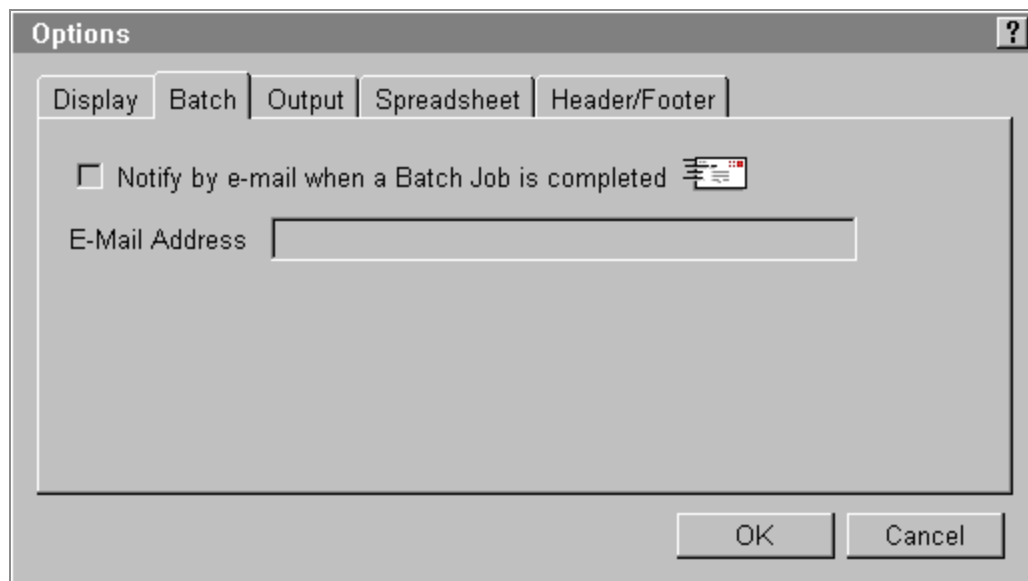 Options ?
Display Batch Output Spreadsheet Header/Footer
Notify by e-mail when a Batch Job is completed
E-Mail Address
OK Cancel